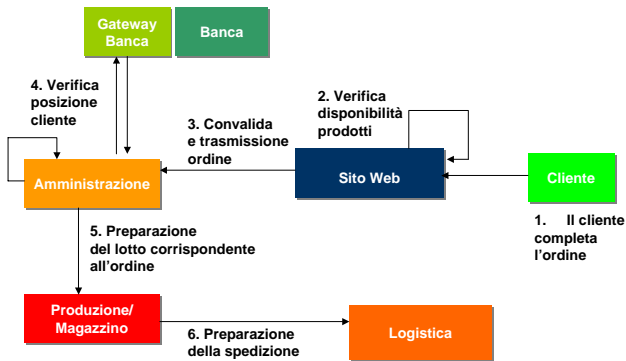 Gateway
Banca
Banca
4. Verifica
posizione
cliente
2. Verifica
disponibilità
prodotti
3. Convalida
e trasmissione
ordine
Amministrazione
Sito Web
Cliente
1. Il cliente
completa
l'ordine
5. Preparazione
del lotto corrispondente
all'ordine
Produzione/
Magazzino
6. Preparazione
della spedizione
Logistica